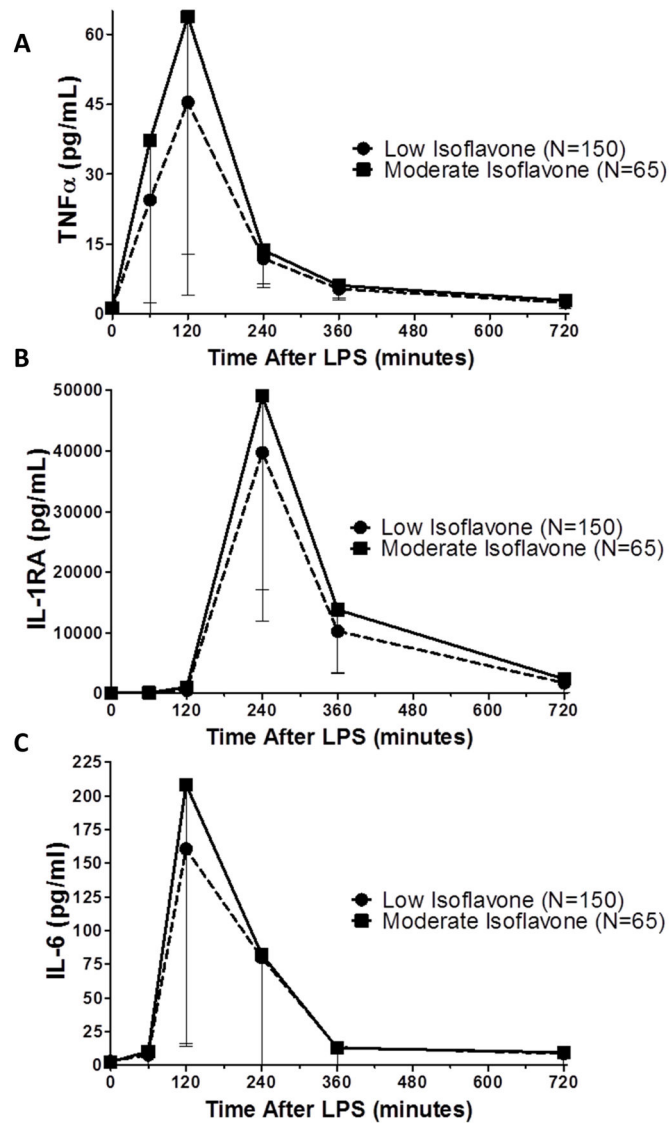 A
TNFα (pg/mL)
60
45
30
15
0
Low Isoflavone (N=150)
Moderate Isoflavone (N=65)
0 120 240 360 480 600 720
Time After LPS (minutes)
B
IL-1RA (pg/mL)
50000
40000
30000
20000
10000
0
Low Isoflavone (N=150)
Moderate Isoflavone (N=65)
0 120 240 360 480 600 720
Time After LPS (minutes)
C
IL-6 (pg/ml)
225
200
175
150
125
100
75
50
25
0
Low Isoflavone (N=150)
Moderate Isoflavone (N=65)
0 120 240 360 480 600 720
Time After LPS (minutes)